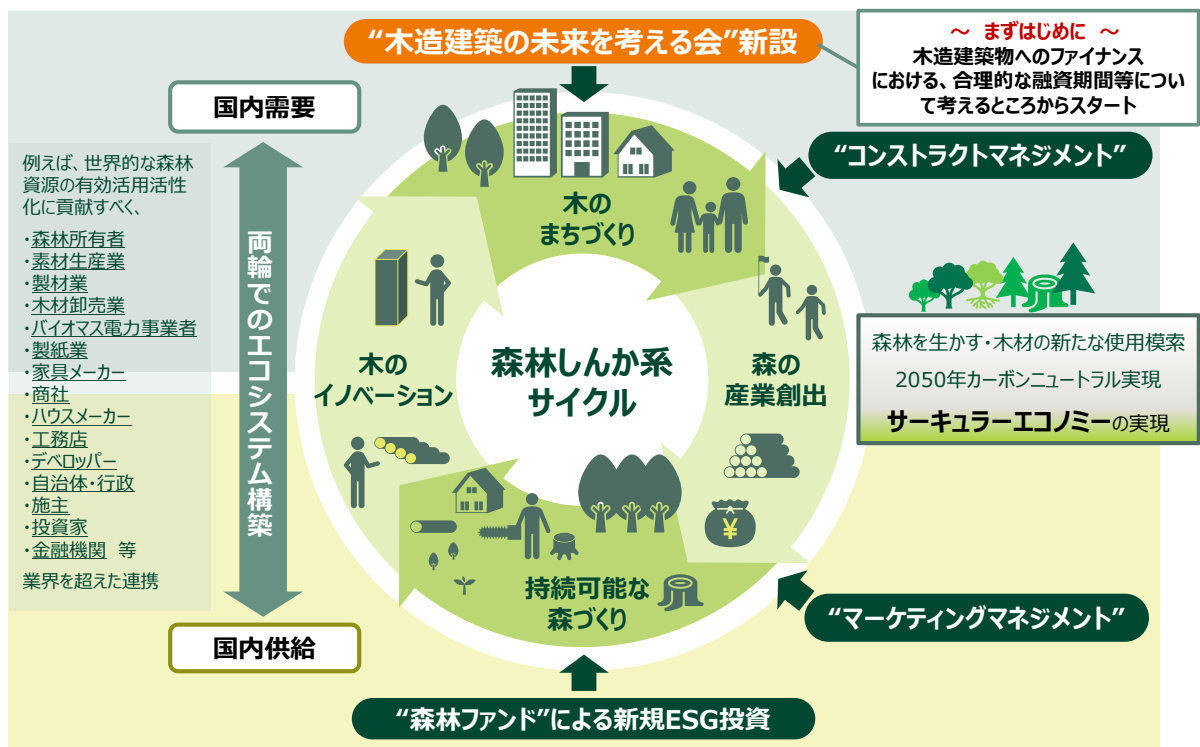 “木造建築の未来を考える会”新設
～ まずはじめに ～
木造建築物へのファイナンス
における、合理的な融資期間等につい
て考えるところからスタート
国内需要
“コンストラクトマネジメント”
例えば、世界的な森林
資源の有効活用活性
化に貢献すべく、
・森林所有者
・素材生産業
・製材業
・木材卸売業
・バイオマス電力事業者
・製紙業
・家具メーカー
・商社
・ハウスメーカー
・工務店
・デベロッパー
・自治体・行政
・施主
・投資家
・金融機関 等
業界を超えた連携
両輪でのエコシステム構築
木の
まちづくり
木の
イノベーション
森林しんか系
サイクル
森の
産業創出
¥
持続可能な
森づくり
森林を生かす・木材の新たな使用模索
2050年カーボンニュートラル実現
サーキュラーエコノミーの実現
“マーケティングマネジメント”
国内供給
“森林ファンド”による新規ESG投資